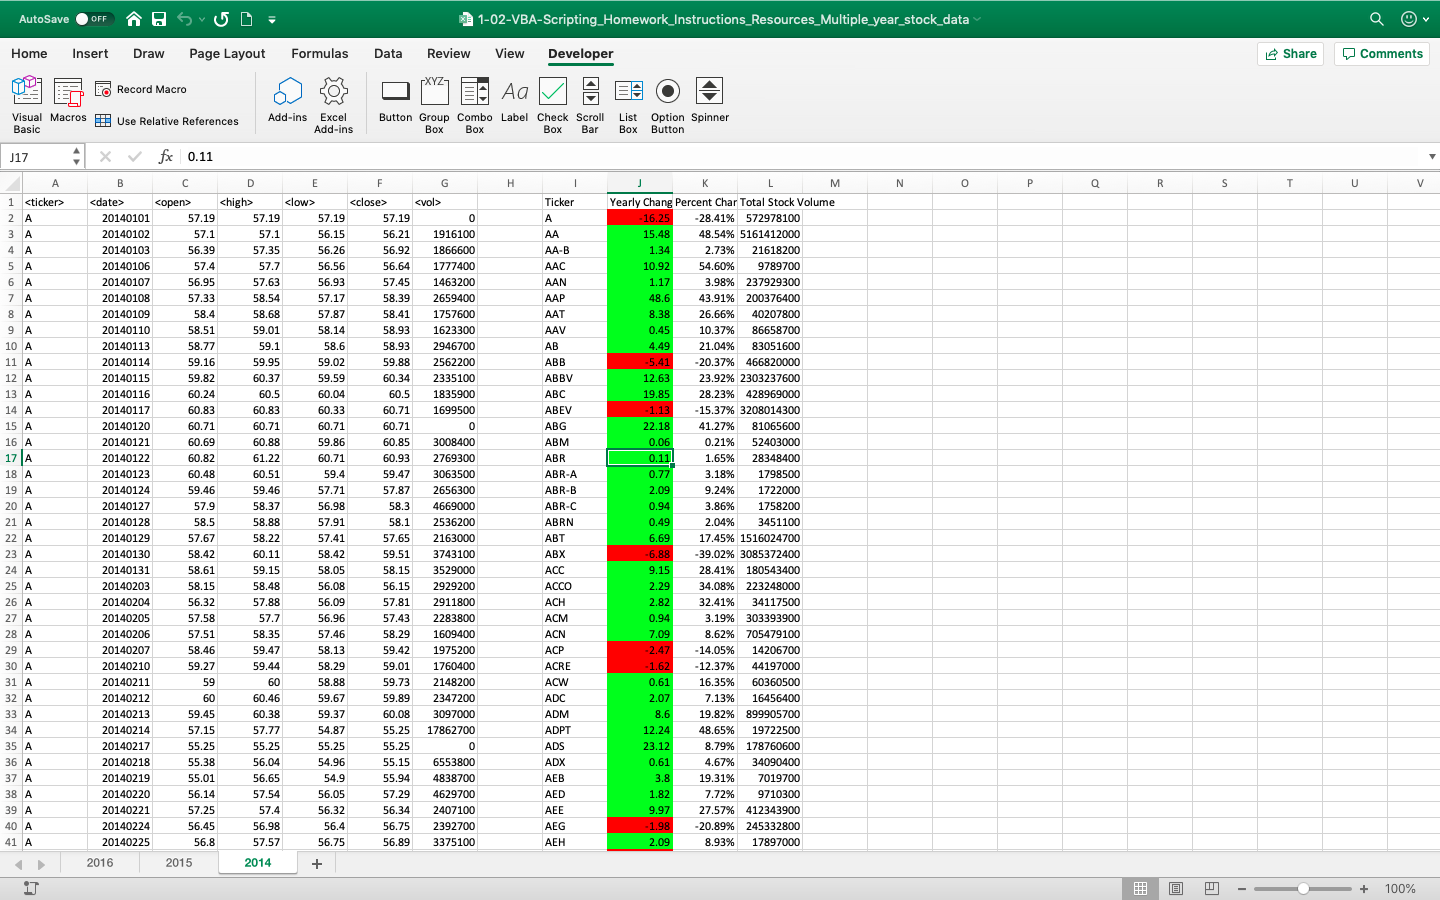 AutoSave OFF 1-02-VBA-Scripting_Homework_Instructions_Resources_Multiple_year_stock_data
Home Insert Draw Page Layout Formulas Data Review View Developer Share Comments
Visual Basic Macros Record Macro Use Relative References Add-ins Excel Add-ins Button XYZ Group Box Combo Box Aa Label Check Box Scroll Bar List Box Option Button Spinner
J17 fx 0.11
A B C D E F G H I J K L M N O P Q R S T U V
1 <ticker> <date> <open> <high> <low> <close> <vol> Ticker Yearly Chang Percent Char Total Stock Volume
2 A 20140101 57.19 57.19 57.19 57.19 0 A -16.25 -28.41% 572978100
3 A 20140102 57.1 57.1 56.15 56.21 1916100 AA 15.48 48.54% 5161412000
4 A 20140103 56.39 57.35 56.26 56.92 1866600 AA-B 1.34 2.73% 21618200
5 A 20140106 57.4 57.7 56.56 56.64 1777400 AAC 10.92 54.60% 9789700
6 A 20140107 56.95 57.63 56.93 57.45 1463200 AAN 1.17 3.98% 237929300
7 A 20140108 57.33 58.54 57.17 58.39 2659400 AAP 48.6 43.91% 200376400
8 A 20140109 58.4 58.68 57.87 58.41 1757600 AAT 8.38 26.66% 40207800
9 A 20140110 58.51 59.01 58.14 58.93 1623300 AAV 0.45 10.37% 86658700
10 A 20140113 58.77 59.1 58.6 58.93 2946700 AB 4.49 21.04% 83051600
11 A 20140114 59.16 59.95 59.02 59.88 2562200 ABB -5.41 -20.37% 466820000
12 A 20140115 59.82 60.37 59.59 60.34 2335100 ABBV 12.63 23.92% 2303237600
13 A 20140116 60.24 60.5 60.04 60.5 1835900 ABC 19.85 28.23% 428969000
14 A 20140117 60.83 60.83 60.33 60.71 1699500 ABEV -1.13 -15.37% 3208014300
15 A 20140120 60.71 60.71 60.71 60.71 0 ABG 22.18 41.27% 81065600
16 A 20140121 60.69 60.88 59.86 60.85 3008400 ABM 0.06 0.21% 52403000
17 A 20140122 60.82 61.22 60.71 60.93 2769300 ABR 0.11 1.65% 28348400
18 A 20140123 60.48 60.51 59.4 59.47 3063500 ABR-A 0.77 3.18% 1798500
19 A 20140124 59.46 59.46 57.71 57.87 2656300 ABR-B 2.09 9.24% 1722000
20 A 20140127 57.9 58.37 56.98 58.3 4669000 ABR-C 0.94 3.86% 1758200
21 A 20140128 58.5 58.88 57.91 58.1 2536200 ABRN 0.49 2.04% 3451100
22 A 20140129 57.67 58.22 57.41 57.65 2163000 ABT 6.69 17.45% 1516024700
23 A 20140130 58.42 60.11 58.42 59.51 3743100 ABX -6.88 -39.02% 3085372400
24 A 20140131 58.61 59.15 58.05 58.15 3529000 ACC 9.15 28.41% 180543400
25 A 20140203 58.15 58.48 56.08 56.15 2929200 ACCO 2.29 34.08% 223248000
26 A 20140204 56.32 57.88 56.09 57.81 2911800 ACH 2.82 32.41% 34117500
27 A 20140205 57.58 57.7 56.96 57.43 2283800 ACM 0.94 3.19% 303393900
28 A 20140206 57.51 58.35 57.46 58.29 1609400 ACN 7.09 8.62% 705479100
29 A 20140207 58.46 59.47 58.13 59.42 1975200 ACP -2.47 -14.05% 14206700
30 A 20140210 59.27 59.44 58.29 59.01 1760400 ACRE -1.62 -12.37% 44197000
31 A 20140211 59 60 58.88 59.73 2148200 ACW 0.61 16.35% 60360500
32 A 20140212 60 60.46 59.67 59.89 2347200 ADC 2.07 7.13% 16456400
33 A 20140213 59.45 60.38 59.37 60.08 3097000 ADM 8.6 19.82% 899905700
34 A 20140214 57.15 57.77 54.87 55.25 17862700 ADPT 12.24 48.65% 19722500
35 A 20140217 55.25 55.25 55.25 55.25 0 ADS 23.12 8.79% 178760600
36 A 20140218 55.38 56.04 54.96 55.15 6553800 ADX 0.61 4.67% 34090400
37 A 20140219 55.01 56.65 54.9 55.94 4838700 AEB 3.8 19.31% 7019700
38 A 20140220 56.14 57.54 56.05 57.29 4629700 AED 1.82 7.72% 9710300
39 A 20140221 57.25 57.4 56.32 56.34 2407100 AEE 9.97 27.57% 412343900
40 A 20140224 56.45 56.98 56.4 56.75 2392700 AEG -1.98 -20.89% 245332800
41 A 20140225 56.8 57.57 56.75 56.89 3375100 AEH 2.09 8.93% 17897000
2016 2015 2014 +
100%